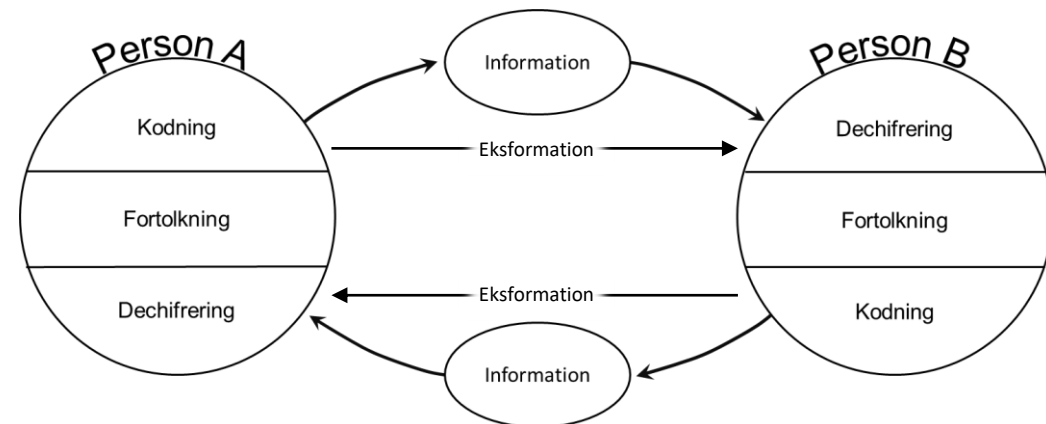 Person A
Person B
Information
Kodning
Dechifrering
Eksformation
Fortolkning
Fortolkning
Eksformation
Dechifrering
Kodning
Information